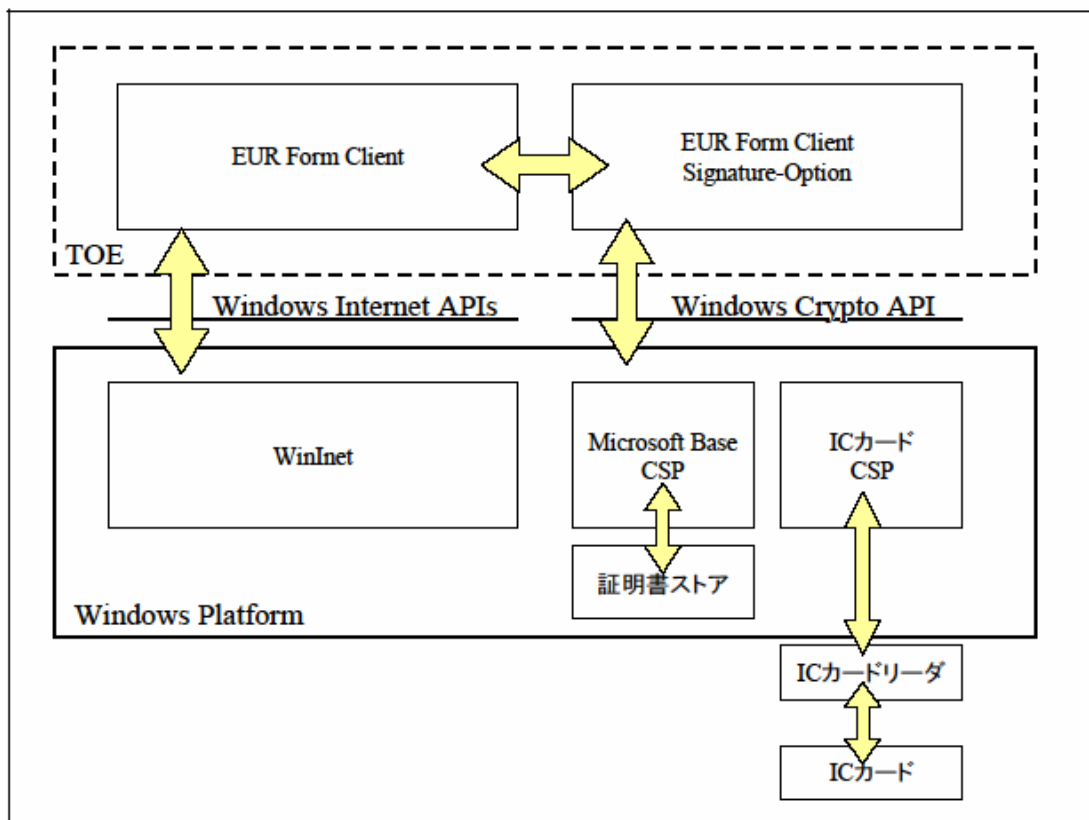 EUR Form Client
EUR Form Client
Signature-Option
TOE
Windows Internet APIs
Windows Crypto API
WinInet
Microsoft Base
CSP
ICカード
CSP
証明書ストア
Windows Platform
ICカードリーダ
ICカード